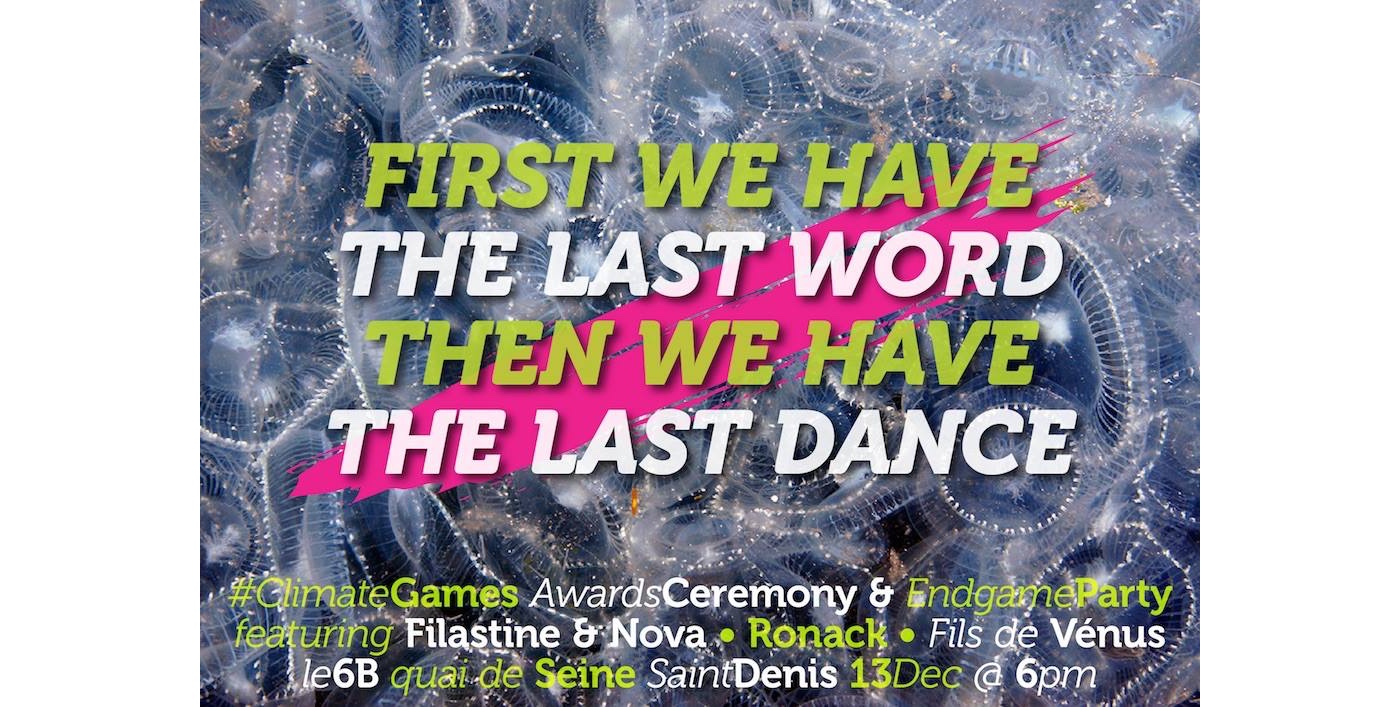 FIRST WE HAVE
THE LAST WORD
THEN WE HAVE
THE LAST DANCE
#ClimateGames AwardsCeremony & EndgameParty
featuring Filastine & Nova • Ronack • Fils de Vénus
le6B quai de Seine SaintDenis 13Dec @ 6pm